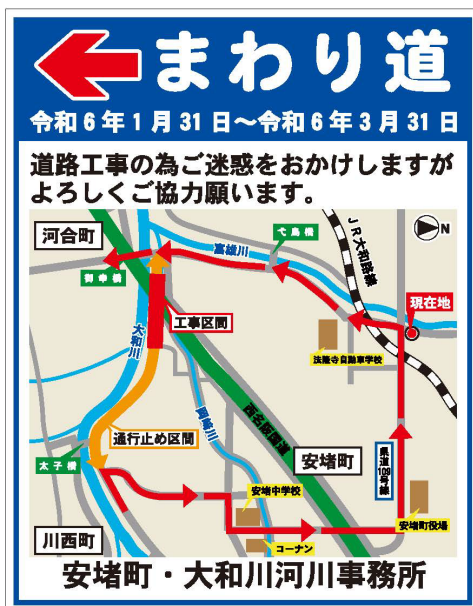 まわり道
令和6年1月31日～令和6年3月31日
道路工事の為ご迷惑をおかけしますが
よろしくご協力願います。
河合町
御幸橋
大和川
富雄川
弋鳥橋
JR大和路線
N
現在地
工事区間
法隆寺自動車学校
岡崎川
西名阪国道
通行止め区間
太子橋
安堵町
県道109号線
安堵中学校
安堵町役場
川西町
コーナン
安堵町・大和川河川事務所